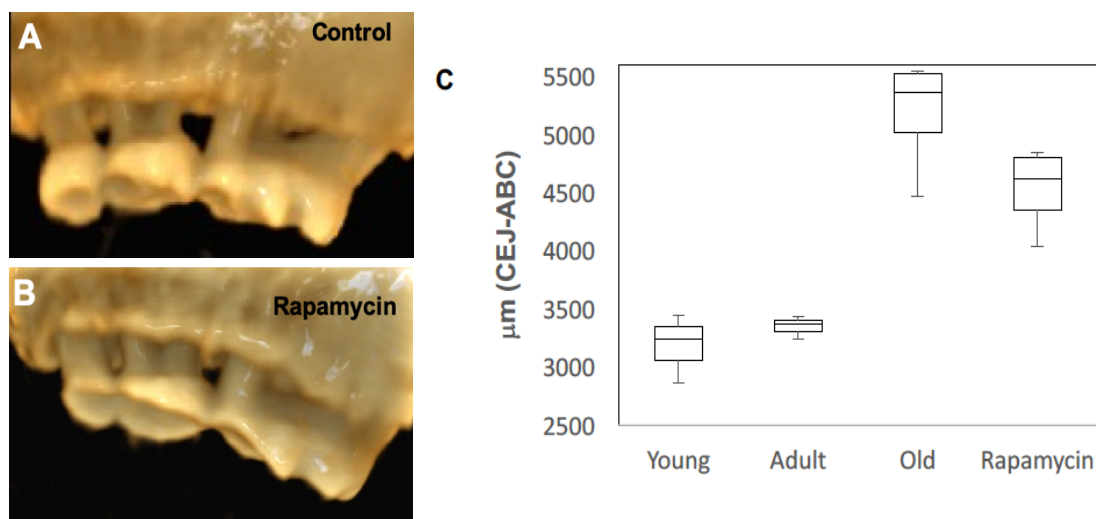 A
Control
B
Rapamycin
C
μm (CEJ-ABC)
5500
5000
4500
4000
3500
3000
2500
Young Adult Old Rapamycin